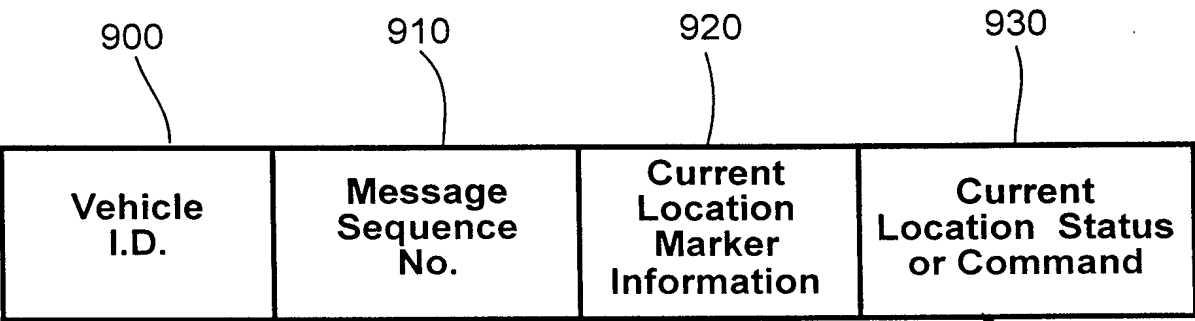 900 910 920 930
Vehicle
I.D.
Message
Sequence
No.
Current
Location
Marker
Information
Current
Location Status
or Command